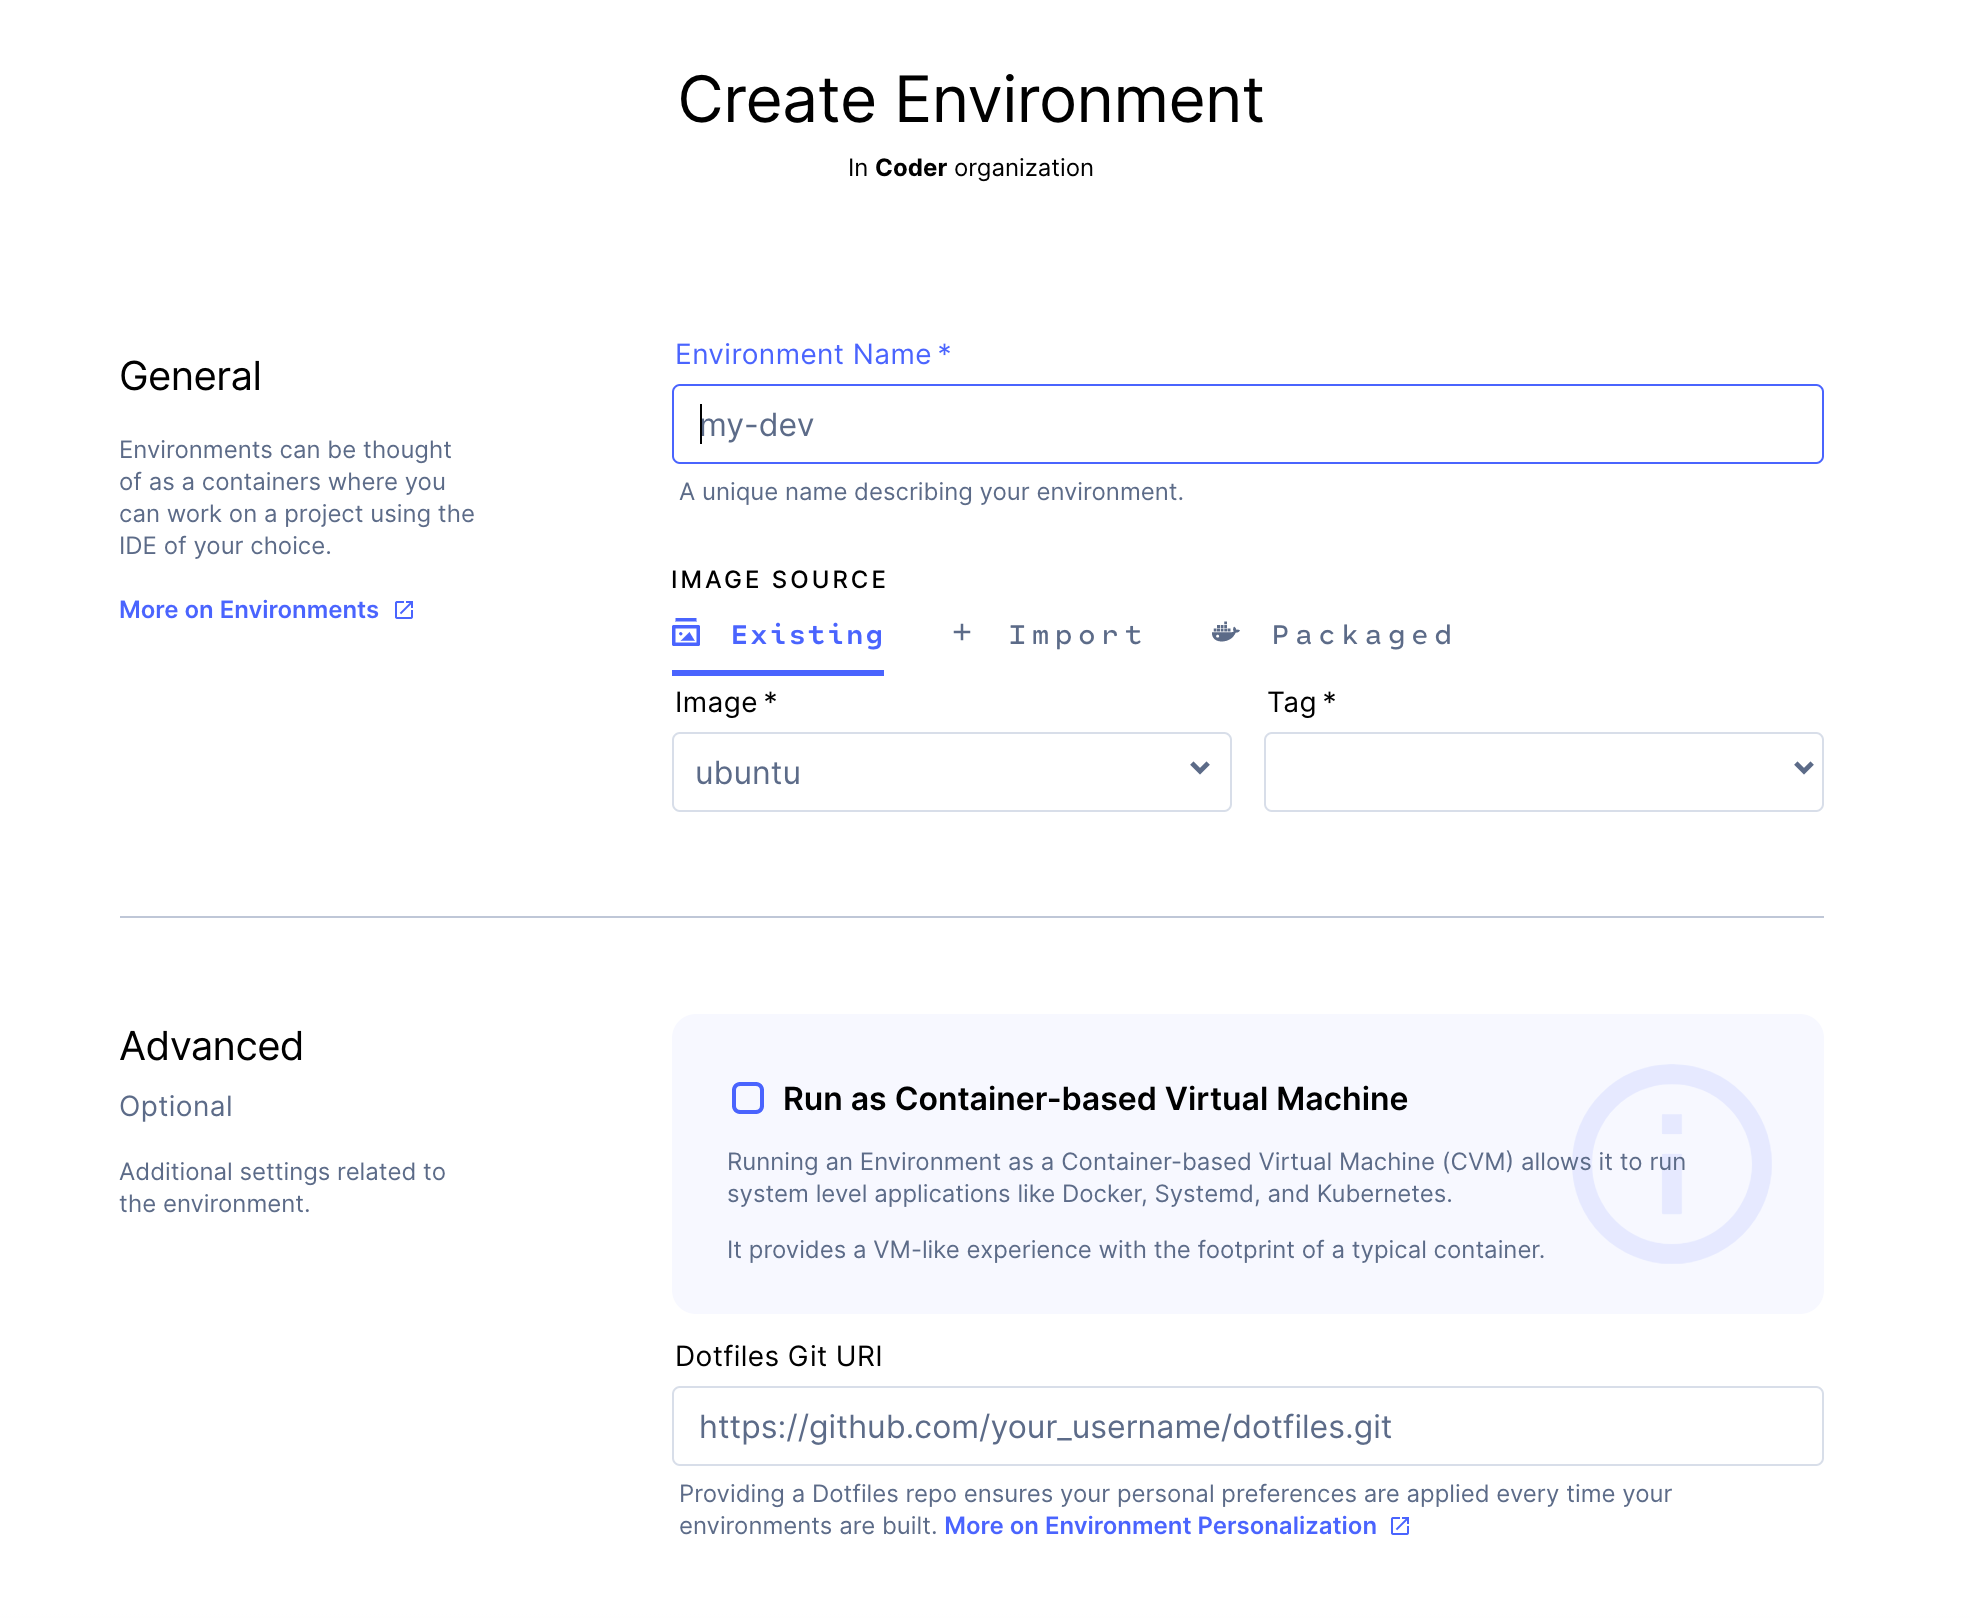 Create Environment
In Coder organization
General
Environments can be thought
of as a containers where you
can work on a project using the
IDE of your choice.
More on Environments
Environment Name *
my-dev
A unique name describing your environment.
IMAGE SOURCE
Existing
+ Import
Packaged
Image *
Tag *
ubuntu
Advanced
Optional
Additional settings related to
the environment.
Run as Container-based Virtual Machine
Running an Environment as a Container-based Virtual Machine (CVM) allows it to run
system level applications like Docker, Systemd, and Kubernetes.
It provides a VM-like experience with the footprint of a typical container.
Dotfiles Git URI
https://github.com/your_username/dotfiles.git
Providing a Dotfiles repo ensures your personal preferences are applied every time your
environments are built. More on Environment Personalization